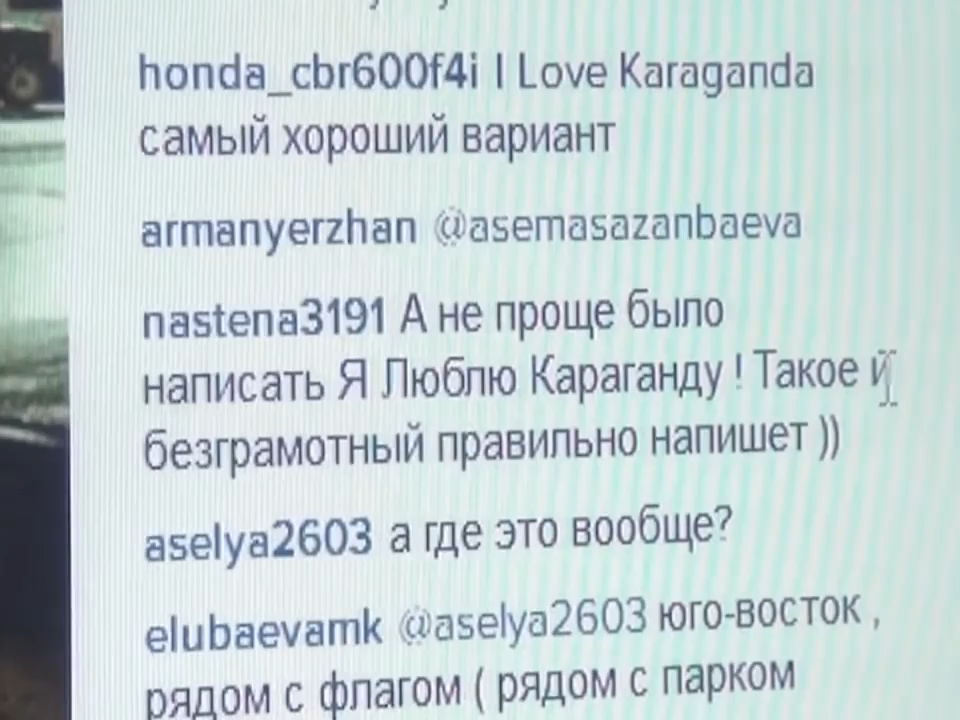 honda_cbr600f4i I Love Karaganda
самый хороший вариант
armanyerzhan @asemasazanbaeva
nastena3191 А не проще было
написать Я Люблю Караганду ! Такое и
безграмотный правильно напишет ))
aselya2603 а где это вообще?
elubaevamk @aselya2603 юго-восток ,
рядом с флагом ( рядом с парком